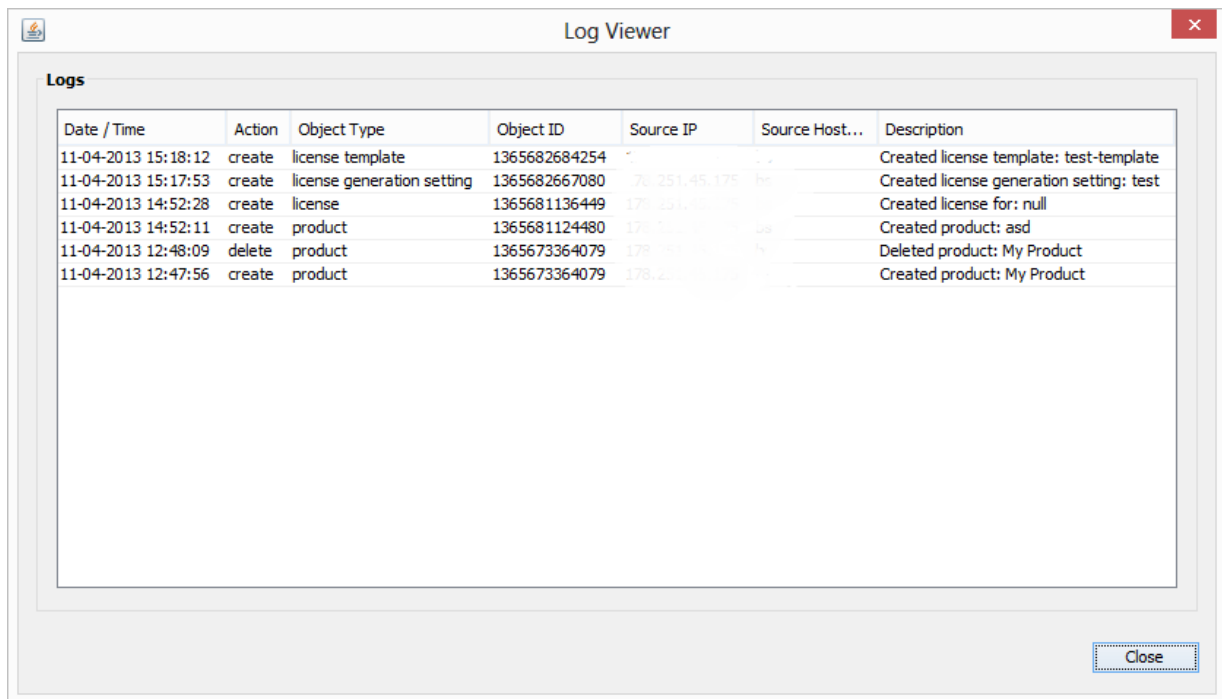 Log Viewer
Logs
Date / Time Action Object Type Object ID Source IP Source Host... Description
11-04-2013 15:18:12 create license template 1365682684254 Created license template: test-template
11-04-2013 15:17:53 create license generation setting 1365682667080 Created license generation setting: test
11-04-2013 14:52:28 create license 1365681136449 Created license for: null
11-04-2013 14:52:11 create product 1365681124480 Created product: asd
11-04-2013 12:48:09 delete product 1365673364079 Deleted product: My Product
11-04-2013 12:47:56 create product 1365673364079 Created product: My Product
Close